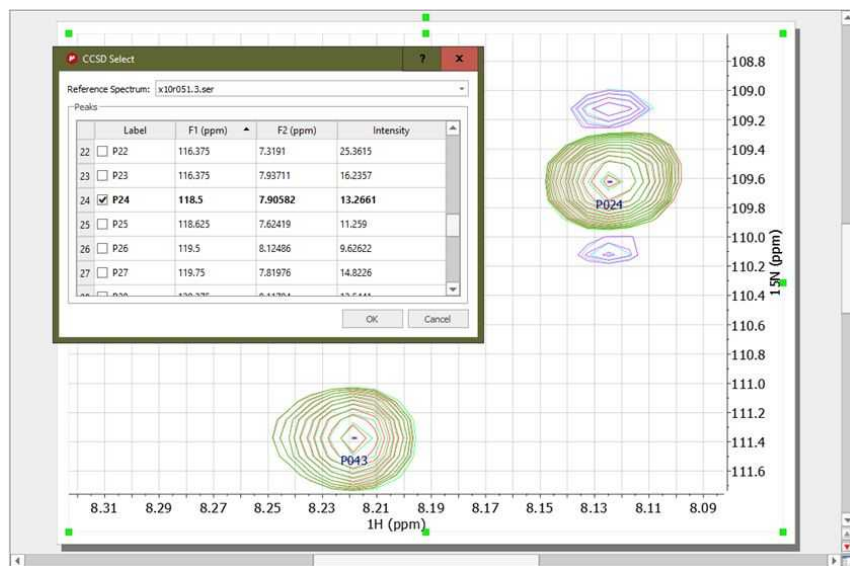 CCSD Select ? x
Reference Spectrum: x10r051.3.ser
Peaks
Label F1 (ppm) F2 (ppm) Intensity
22 P22 116.375 7.3191 25.3615
23 P23 116.375 7.93711 16.2357
24 P24 118.5 7.90582 13.2661
25 P25 118.625 7.62419 11.259
26 P26 119.5 8.12486 9.62622
27 P27 119.75 7.81976 14.8226
OK Cancel
P024
P043
108.8
109.0
109.2
109.4
109.6
109.8
110.0
110.2
110.4
110.6
110.8
111.0
111.2
111.4
111.6
15N (ppm)
8.31 8.29 8.27 8.25 8.23 8.21 8.19 8.17 8.15 8.13 8.11 8.09
1H (ppm)